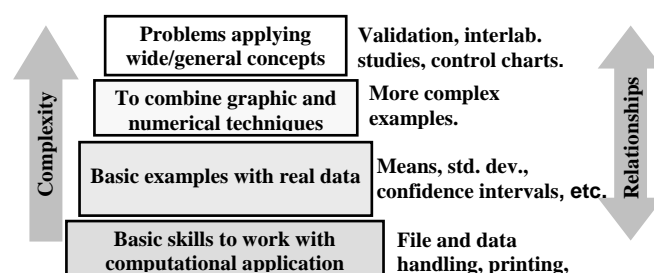 Problems applying
wide/general concepts
Validation, interlab.
studies, control charts.
To combine graphic and
numerical techniques
More complex
examples.
Basic examples with real data
Means, std. dev.,
confidence intervals, etc.
Basic skills to work with
computational application
File and data
handling, printing,
Complexity
Relationships